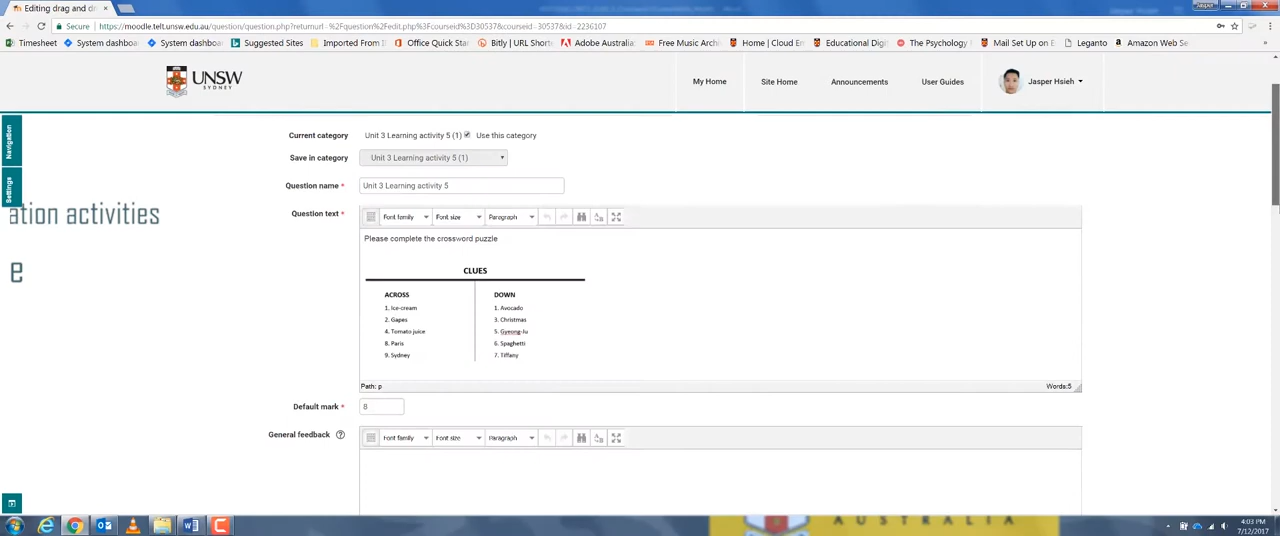 Editing drag and dr
Jasper
Secure
https://moodle.telt.unsw.edu.au/question/question.php?returnurl=%2Fquestion%2Fedit.php%3Fcourseid%3D30537&courseid=30537&id=2236107
Timesheet
System dashboard
System dashboard
Suggested Sites
Imported From I
Office Quick Star
Bitly | URL Shorte
Adobe Australia
Free Music Archi
Home | Cloud Em
Educational Digi
The Psychology
Mail Set Up on E
Leganto
Amazon Web Se
UNSW
SYDNEY
My Home
Site Home
Announcements
User Guides
Jasper Hsieh
Navigation
Settings
ation activities
e
Current category
Unit 3 Learning activity 5 (1)
Use this category
Save in category
Unit 3 Learning activity 5 (1)
Question name *
Unit 3 Learning activity 5
Question text *
Font family
Font size
Paragraph
Please complete the crossword puzzle
CLUES
ACROSS
1. Ice-cream
2. Gapes
4. Tomato juice
8. Paris
9. Sydney
DOWN
1. Avocado
3. Christmas
5. Gyeong-Ju
6. Spaghetti
7. Tiffany
Path: p
Words:5
Default mark *
8
General feedback
Font family
Font size
Paragraph
AUSTRALIA
4:03 PM
7/12/2017